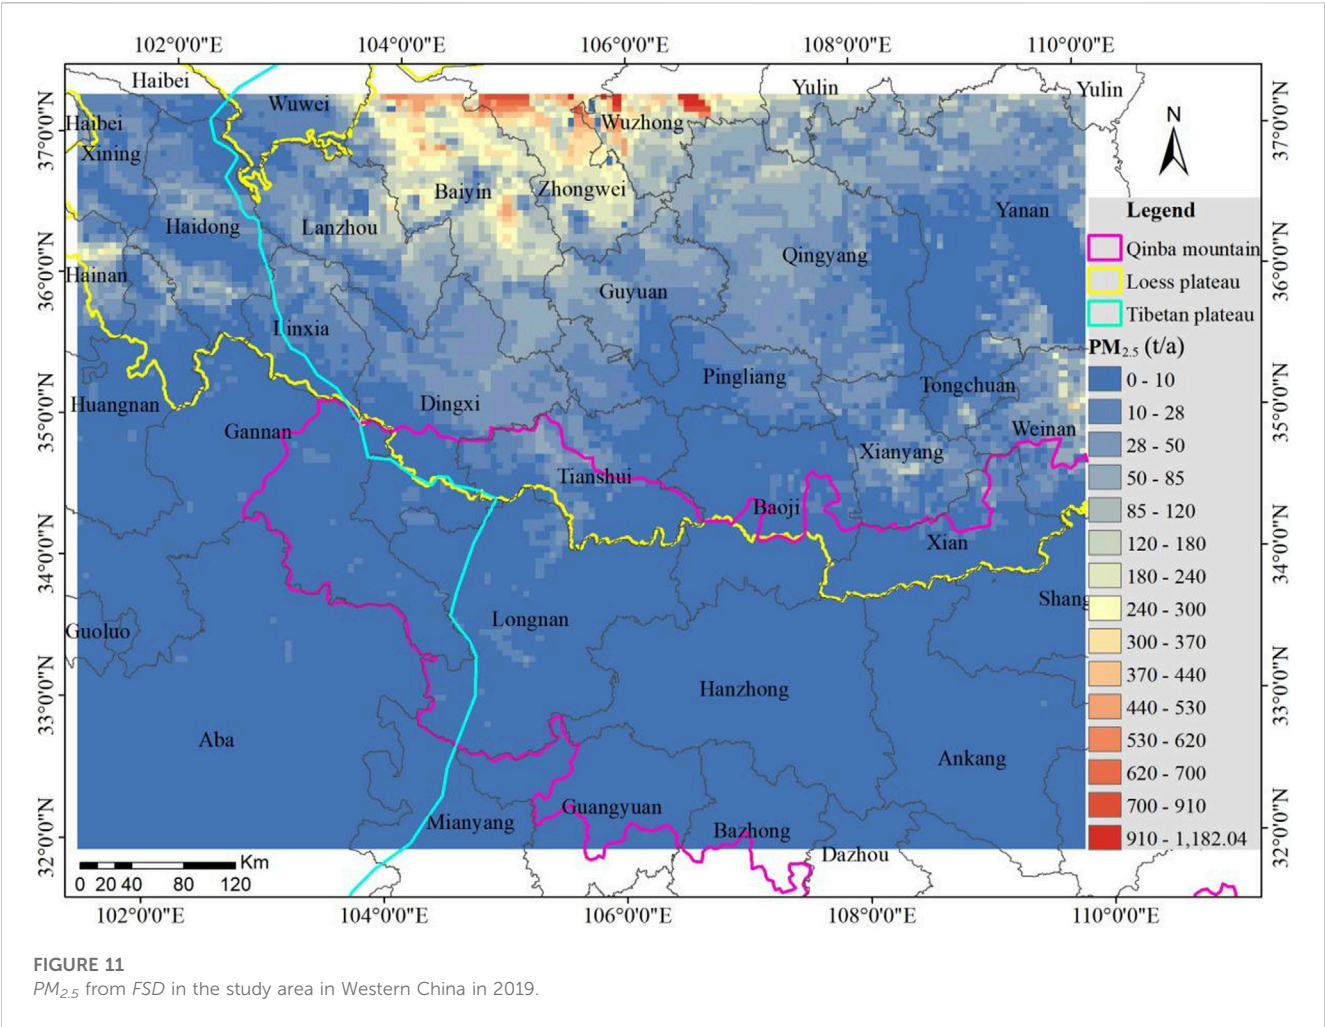 102°0'0"E 104°0'0"E 106°0'0"E 108°0'0"E 110°0'0"E
Haibei
Yulin
Yulin
Wuwei
N
37°0'0"N
Haibei
Wuzhong
37°0'0"N
Xining
Baiyin
Zhongwei
Haidong
Lanzhou
Yanan
Legend
Qinba mountain
Loess plateau
Tibetan plateau
36°0'0"N
Hainan
Qingyang
36°0'0"N
Guyuan
Linxia
PM2.5 (t/a)
0 - 10
10 - 28
28 - 50
50 - 85
85 - 120
120 - 180
180 - 240
240 - 300
300 - 370
370 - 440
440 - 530
530 - 620
620 - 700
700 - 910
910 - 1,182.04
Pingliang
Tongchuan
35°0'0"N
Huangnan
Dingxi
35°0'0"N
Gannan
Weinan
Xianyang
Tianshui
Baoji
Xian
34°0'0"N
34°0'0"N
Shang
Longnan
Guoluo
33°0'0"N
Hanzhong
33°0'0"N
Aba
Ankang
Guangyuan
32°0'0"N
Mianyang
Bazhong
32°0'0"N
Dazhou
Km
0 20 40 80 120
102°0'0"E 104°0'0"E 106°0'0"E 108°0'0"E 110°0'0"E
FIGURE 11
PM2.5 from FSD in the study area in Western China in 2019.